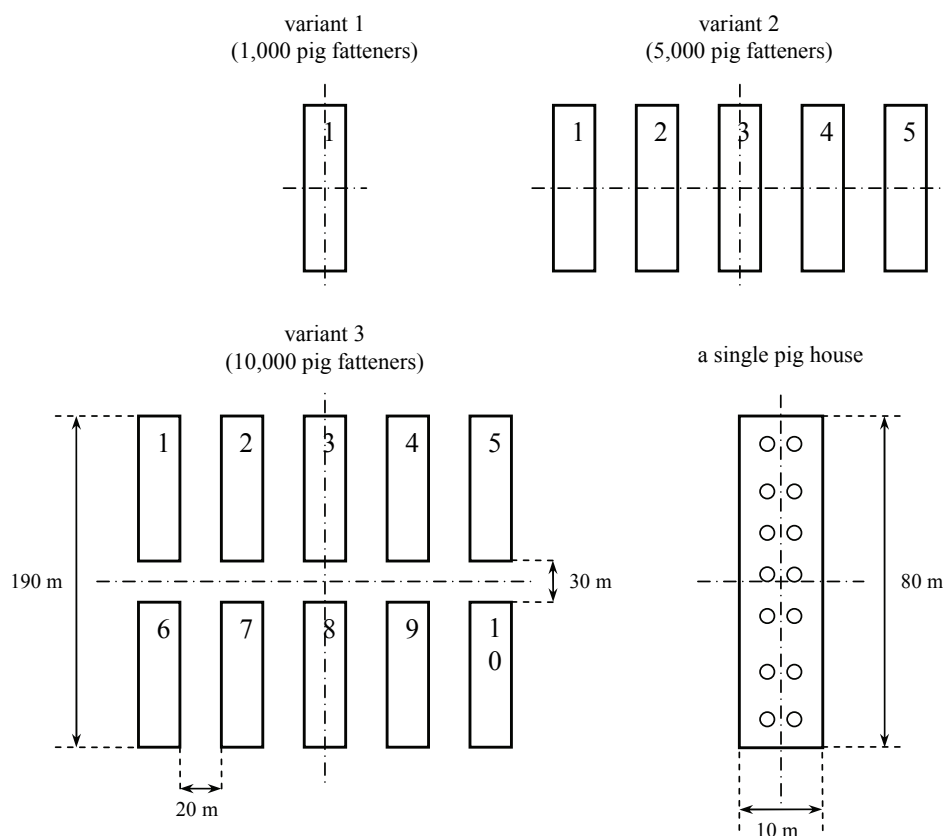 variant 1
(1,000 pig fatteners)
variant 2
(5,000 pig fatteners)
1
1
2
3
4
5
variant 3
(10,000 pig fatteners)
a single pig house
1
2
3
4
5
190 m
30 m
80 m
6
7
8
9
1
0
20 m
10 m